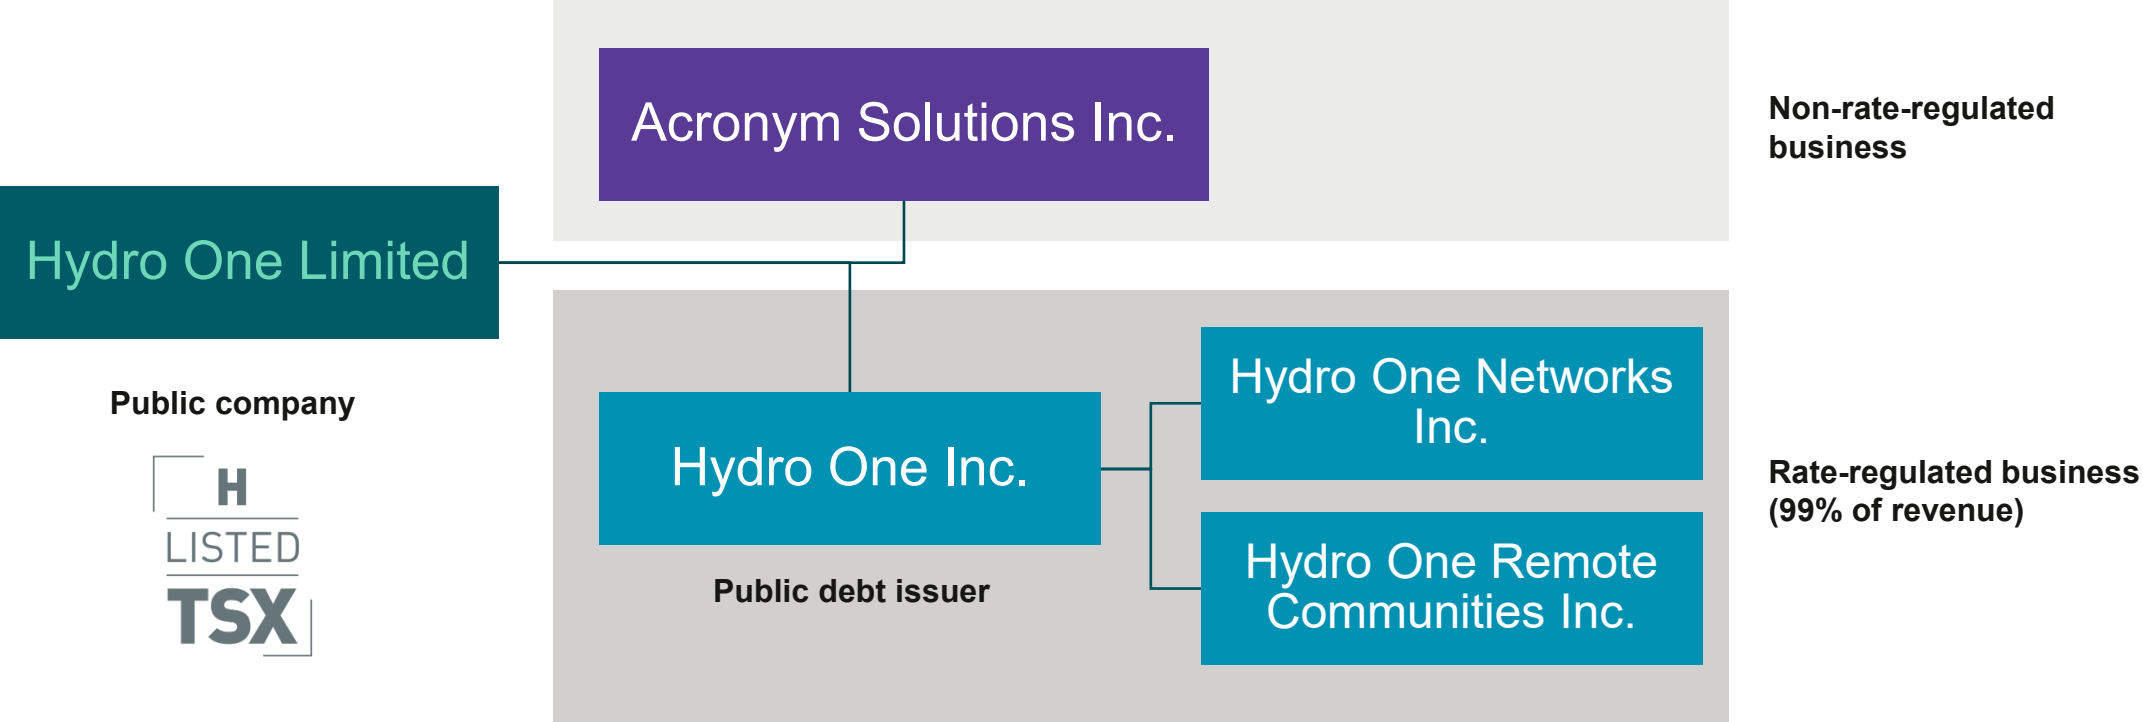 Acronym Solutions Inc.
Non-rate-regulated
business
Hydro One Limited
Public company
H
LISTED
TSX
Hydro One Inc.
Public debt issuer
Hydro One Networks
Inc.
Hydro One Remote
Communities Inc.
Rate-regulated business
(99% of revenue)